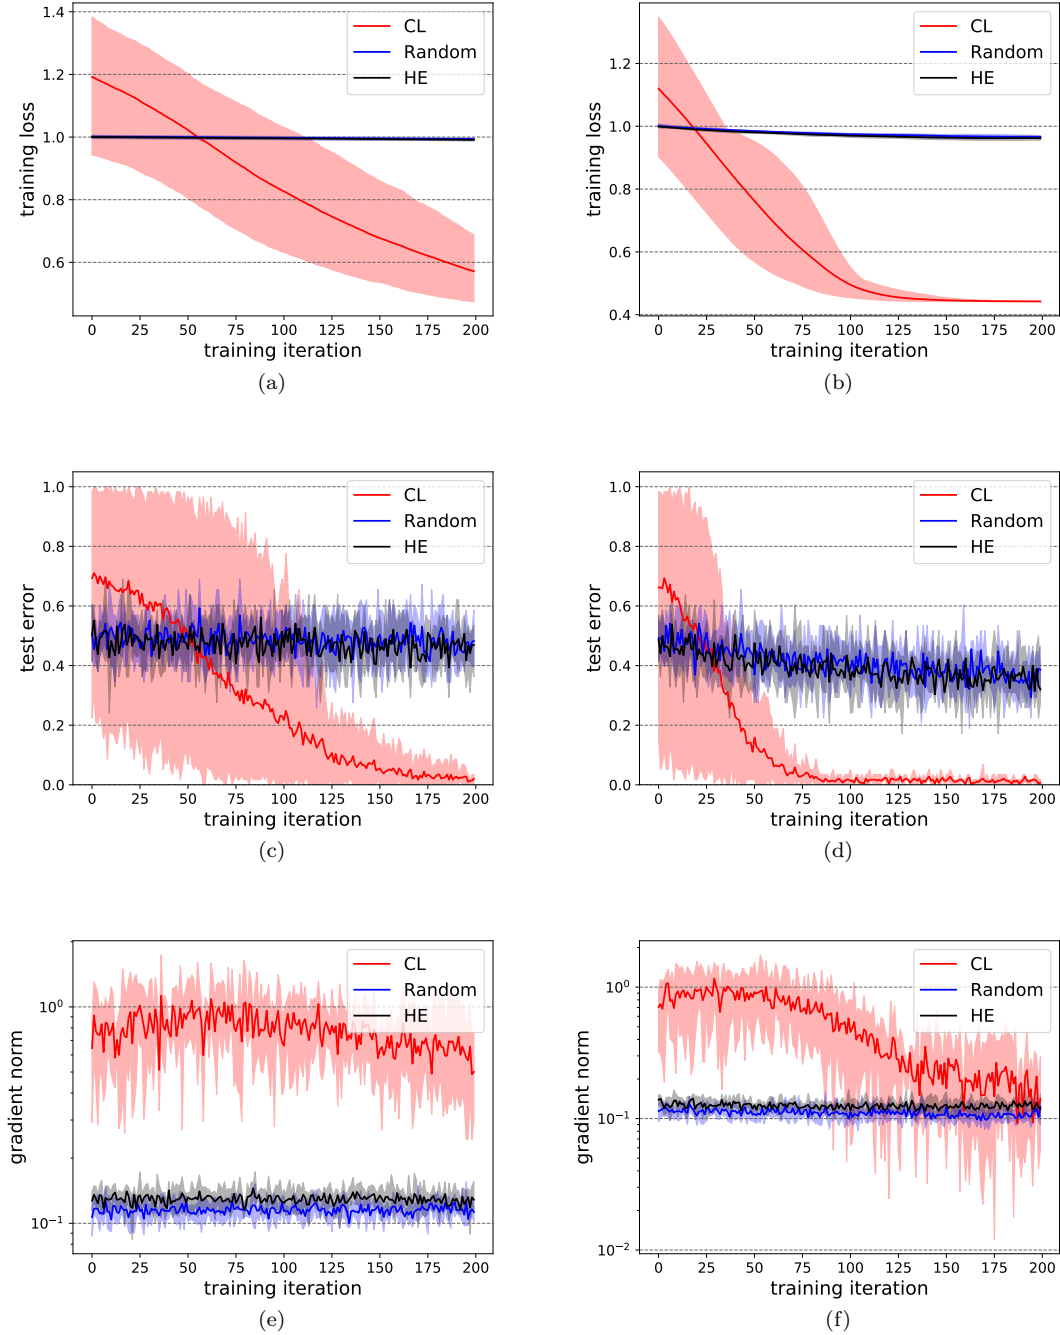 1.4
1.2
1.0
0.8
0.6
training loss
CL
Random
HE
0 25 50 75 100 125 150 175 200
training iteration
(a)
1.2
1.0
0.8
0.6
0.4
training loss
CL
Random
HE
0 25 50 75 100 125 150 175 200
training iteration
(b)
1.0
0.8
0.6
0.4
0.2
0.0
test error
CL
Random
HE
0 25 50 75 100 125 150 175 200
training iteration
(c)
1.0
0.8
0.6
0.4
0.2
0.0
test error
CL
Random
HE
0 25 50 75 100 125 150 175 200
training iteration
(d)
10⁰
10⁻¹
gradient norm
CL
Random
HE
0 25 50 75 100 125 150 175 200
training iteration
(e)
10⁰
10⁻¹
10⁻²
gradient norm
CL
Random
HE
0 25 50 75 100 125 150 175 200
training iteration
(f)